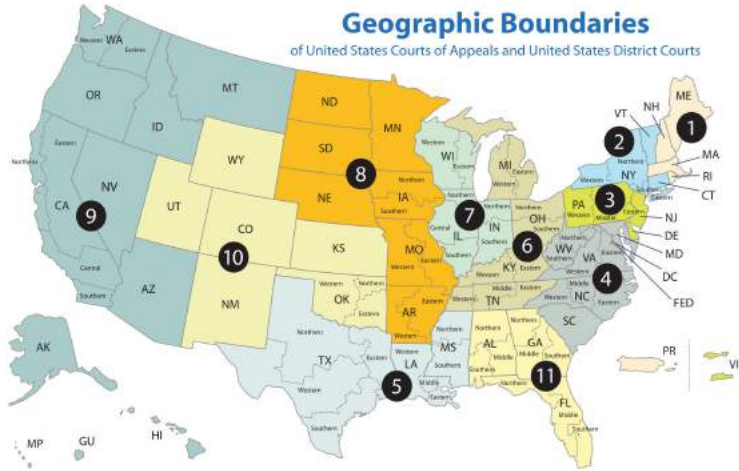 Geographic Boundaries
of United States Courts of Appeals and United States District Courts
WA
Western
Eastern
MT
ND
MN
ME
VT
NH
1
2
OR
ID
SD
WI
Western
Eastern
MI
Eastern
Western
Northern
NY
Western
Southern
Eastern
MA
RI
CT
WY
8
Eastern
Northern
NV
CA
9
NE
IA
Northern
Southern
7
Northern
Central
IL
Southern
Northern
IN
Southern
Northern
OH
Southern
PA
3
Western
Middle
Eastern
NJ
DE
MD
DC
FED
UT
CO
10
KS
MO
Western
Eastern
6
KY
Western
Eastern
WV
Northern
Southern
VA
Eastern
Western
4
Central
Southern
AZ
NM
Western
Northern
OK
Eastern
AR
Eastern
Western
Western
Middle
Eastern
TN
Middle
Western
NC
Eastern
SC
Northern
TX
Eastern
Western
Southern
Western
LA
Middle
Eastern
5
Northern
MS
Southern
Northern
AL
Middle
Southern
Northern
GA
Middle
Southern
11
Northern
FL
Middle
Southern
PR
VI
AK
HI
MP
GU